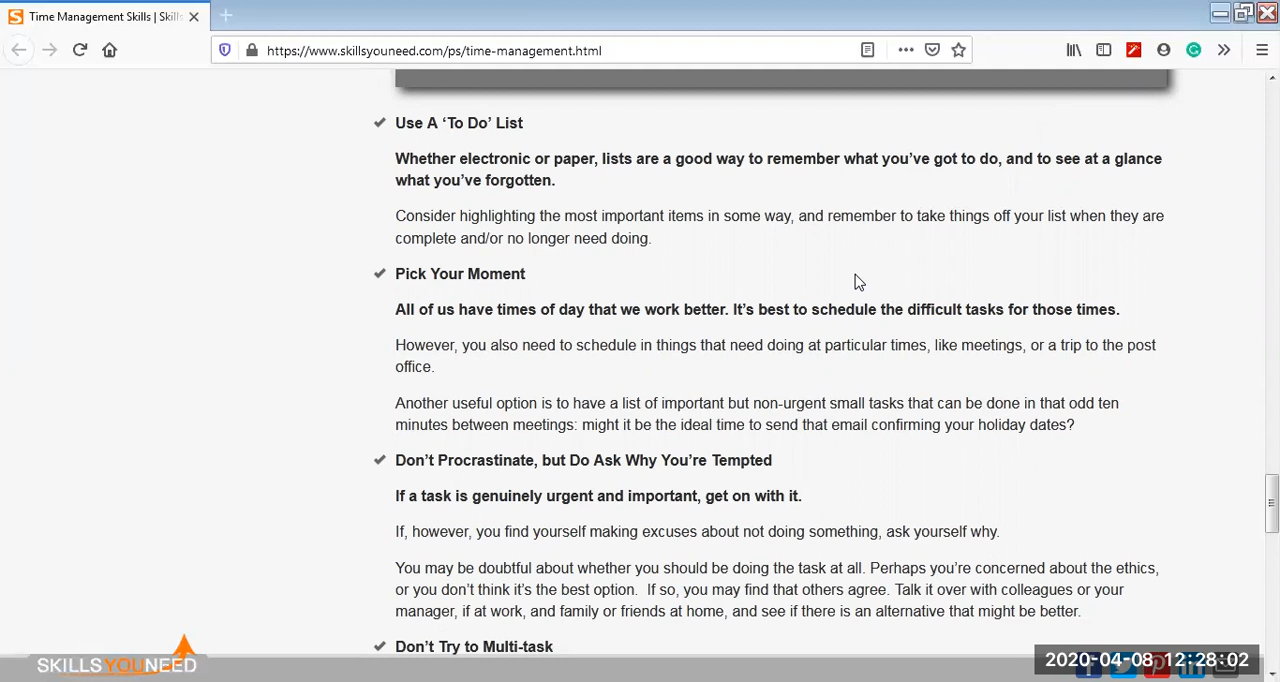 Time Management Skills | Skills
https://www.skillsyouneed.com/ps/time-management.html
Use A ‘To Do’ List
Whether electronic or paper, lists are a good way to remember what you’ve got to do, and to see at a glance
what you’ve forgotten.
Consider highlighting the most important items in some way, and remember to take things off your list when they are
complete and/or no longer need doing.
Pick Your Moment
All of us have times of day that we work better. It’s best to schedule the difficult tasks for those times.
However, you also need to schedule in things that need doing at particular times, like meetings, or a trip to the post
office.
Another useful option is to have a list of important but non-urgent small tasks that can be done in that odd ten
minutes between meetings: might it be the ideal time to send that email confirming your holiday dates?
Don’t Procrastinate, but Do Ask Why You’re Tempted
If a task is genuinely urgent and important, get on with it.
If, however, you find yourself making excuses about not doing something, ask yourself why.
You may be doubtful about whether you should be doing the task at all. Perhaps you’re concerned about the ethics,
or you don’t think it’s the best option. If so, you may find that others agree. Talk it over with colleagues or your
manager, if at work, and family or friends at home, and see if there is an alternative that might be better.
Don’t Try to Multi-task
SKILLSYOUNEED
2020-04-08 12:28:02